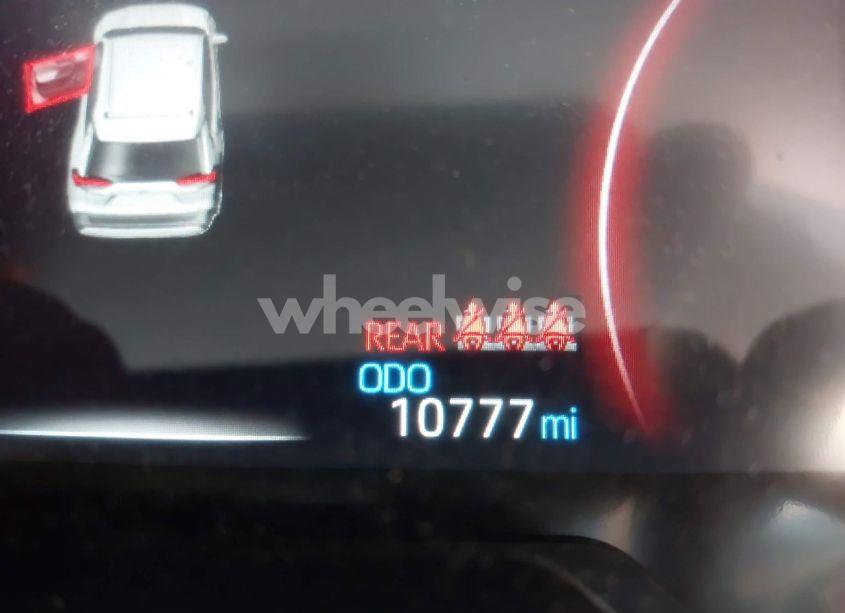 wheelwise
REAR
ODO
10777 mi